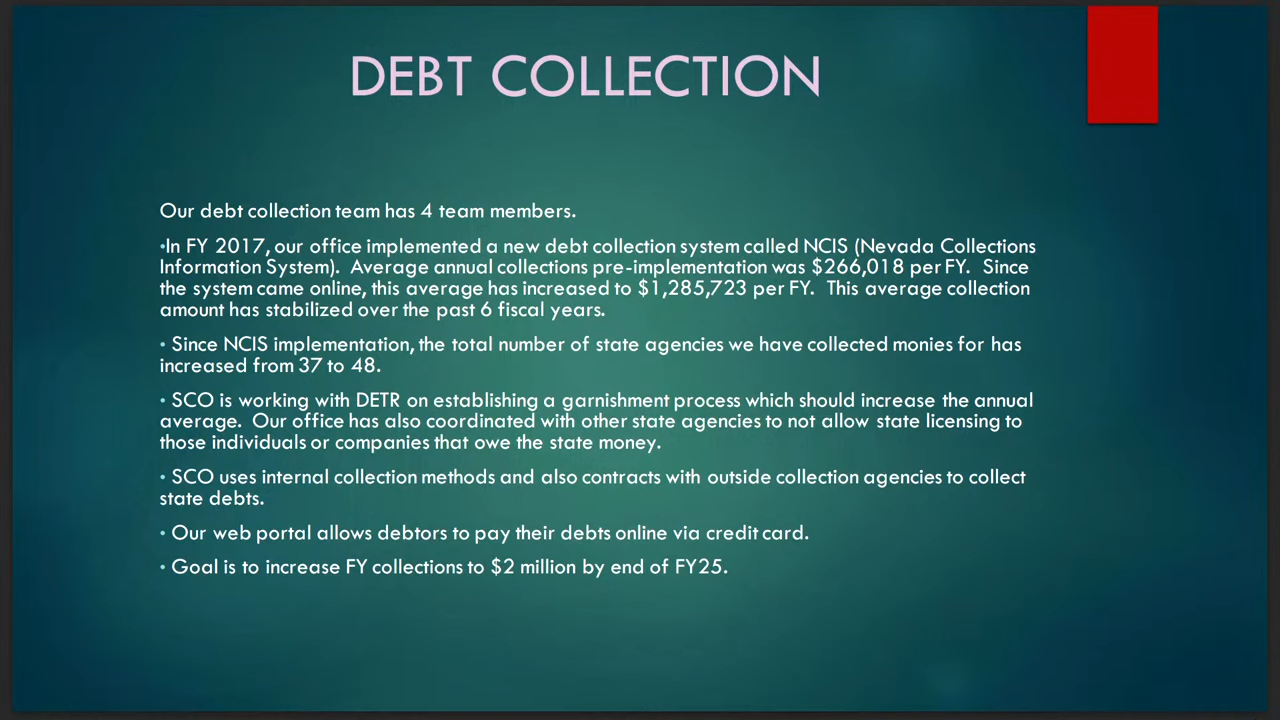 DEBT COLLECTION
Our debt collection team has 4 team members.
•In FY 2017, our office implemented a new debt collection system called NCIS (Nevada Collections
Information System).  Average annual collections pre-implementation was $266,018 per FY.  Since
the system came online, this average has increased to $1,285,723 per FY.  This average collection
amount has stabilized over the past 6 fiscal years.
• Since NCIS implementation, the total number of state agencies we have collected monies for has
increased from 37 to 48.
• SCO is working with DETR on establishing a garnishment process which should increase the annual
average.  Our office has also coordinated with other state agencies to not allow state licensing to
those individuals or companies that owe the state money.
• SCO uses internal collection methods and also contracts with outside collection agencies to collect
state debts.
• Our web portal allows debtors to pay their debts online via credit card.
• Goal is to increase FY collections to $2 million by end of FY25.